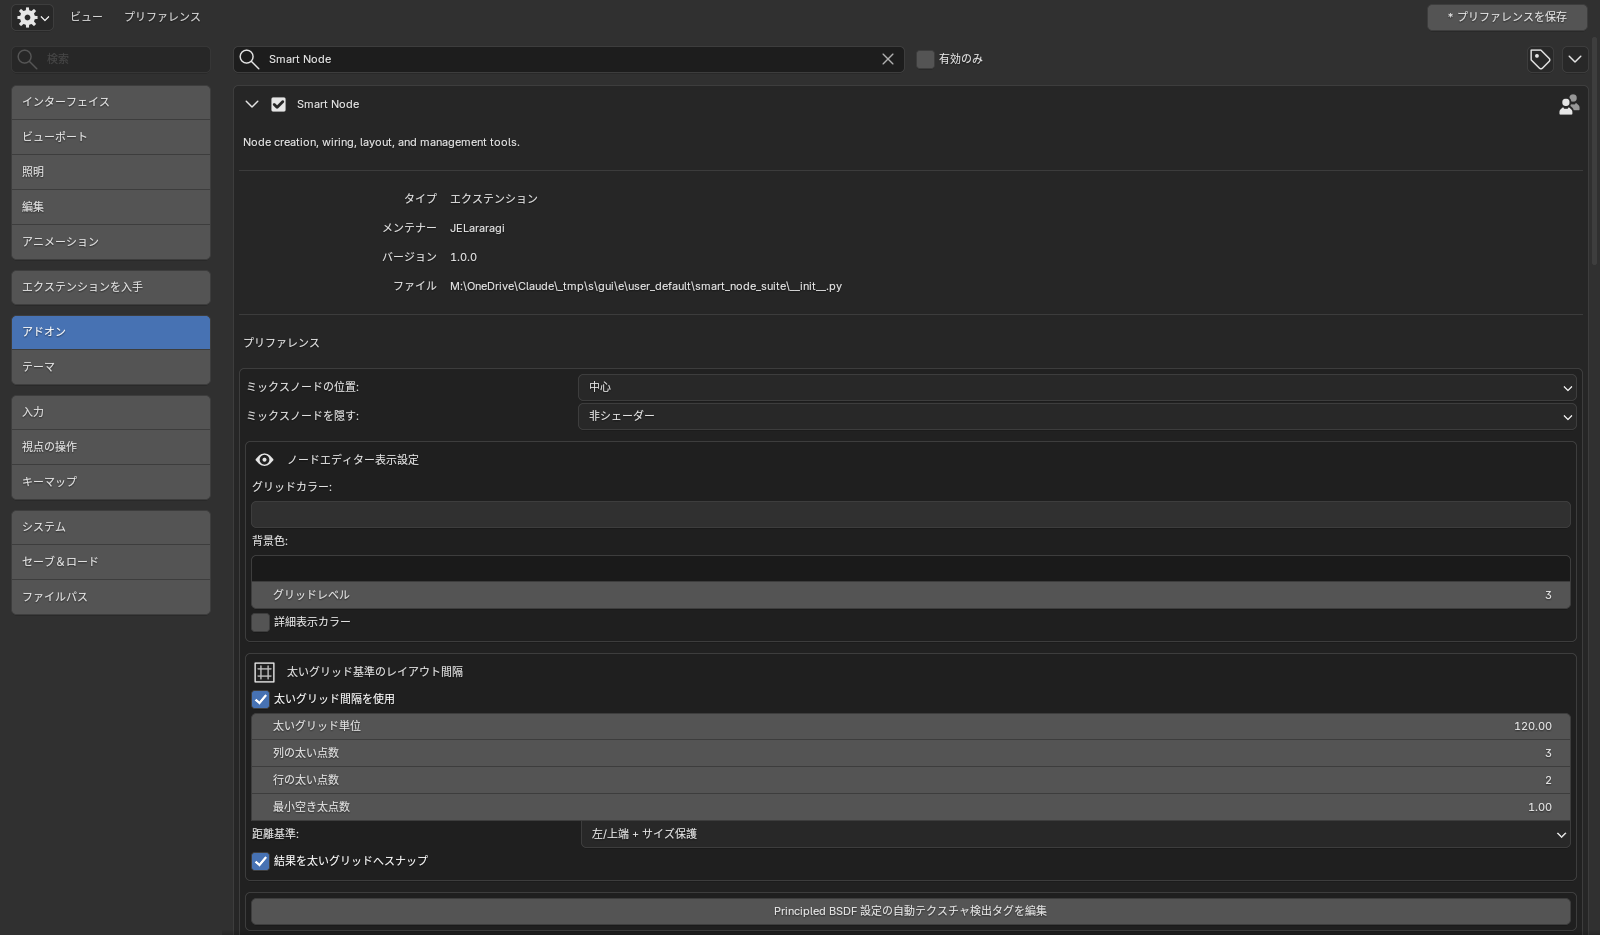 ビュー
プリファレンス
* プリファレンスを保存
検索
Smart Node
有効のみ
インターフェイス
ビューポート
照明
編集
アニメーション
エクステンションを入手
アドオン
テーマ
入力
視点の操作
キーマップ
システム
セーブ＆ロード
ファイルパス
Smart Node
Node creation, wiring, layout, and management tools.
タイプ エクステンション
メンテナー JELararagi
バージョン 1.0.0
ファイル M:\OneDrive\Claude\_tmp\s\gui\e\user_default\smart_node_suite\__init__.py
プリファレンス
ミックスノードの位置: 中心
ミックスノードを隠す: 非シェーダー
ノードエディター表示設定
グリッドカラー:
背景色:
グリッドレベル 3
詳細表示カラー
太いグリッド基準のレイアウト間隔
太いグリッド間隔を使用
太いグリッド単位 120.00
列の太い点数 3
行の太い点数 2
最小空き太点数 1.00
距離基準: 左/上端 + サイズ保護
結果を太いグリッドへスナップ
Principled BSDF 設定の自動テクスチャ検出タグを編集